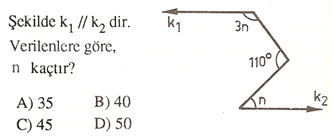 Şekilde k₁ // k₂ dir.
Verilenlere göre,
n kaçtır?
A) 35 B) 40
C) 45 D) 50
k₁
3n
110°
n
k₂